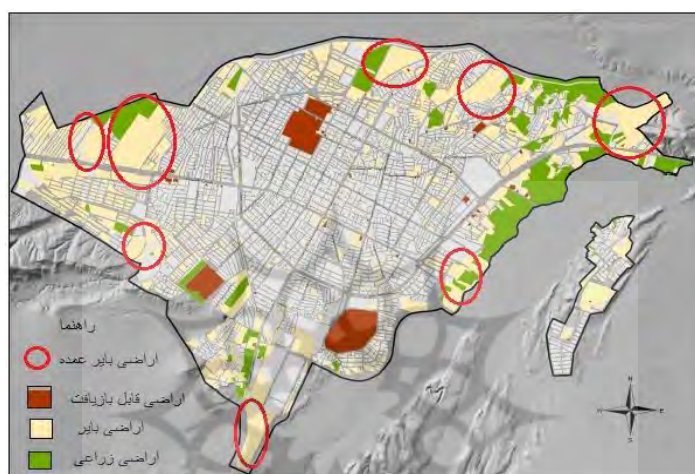 راهنما
اراضی بایر عمده
اراضی قابل بازیافت
اراضی بایر
اراضی زراعی
N
E
S